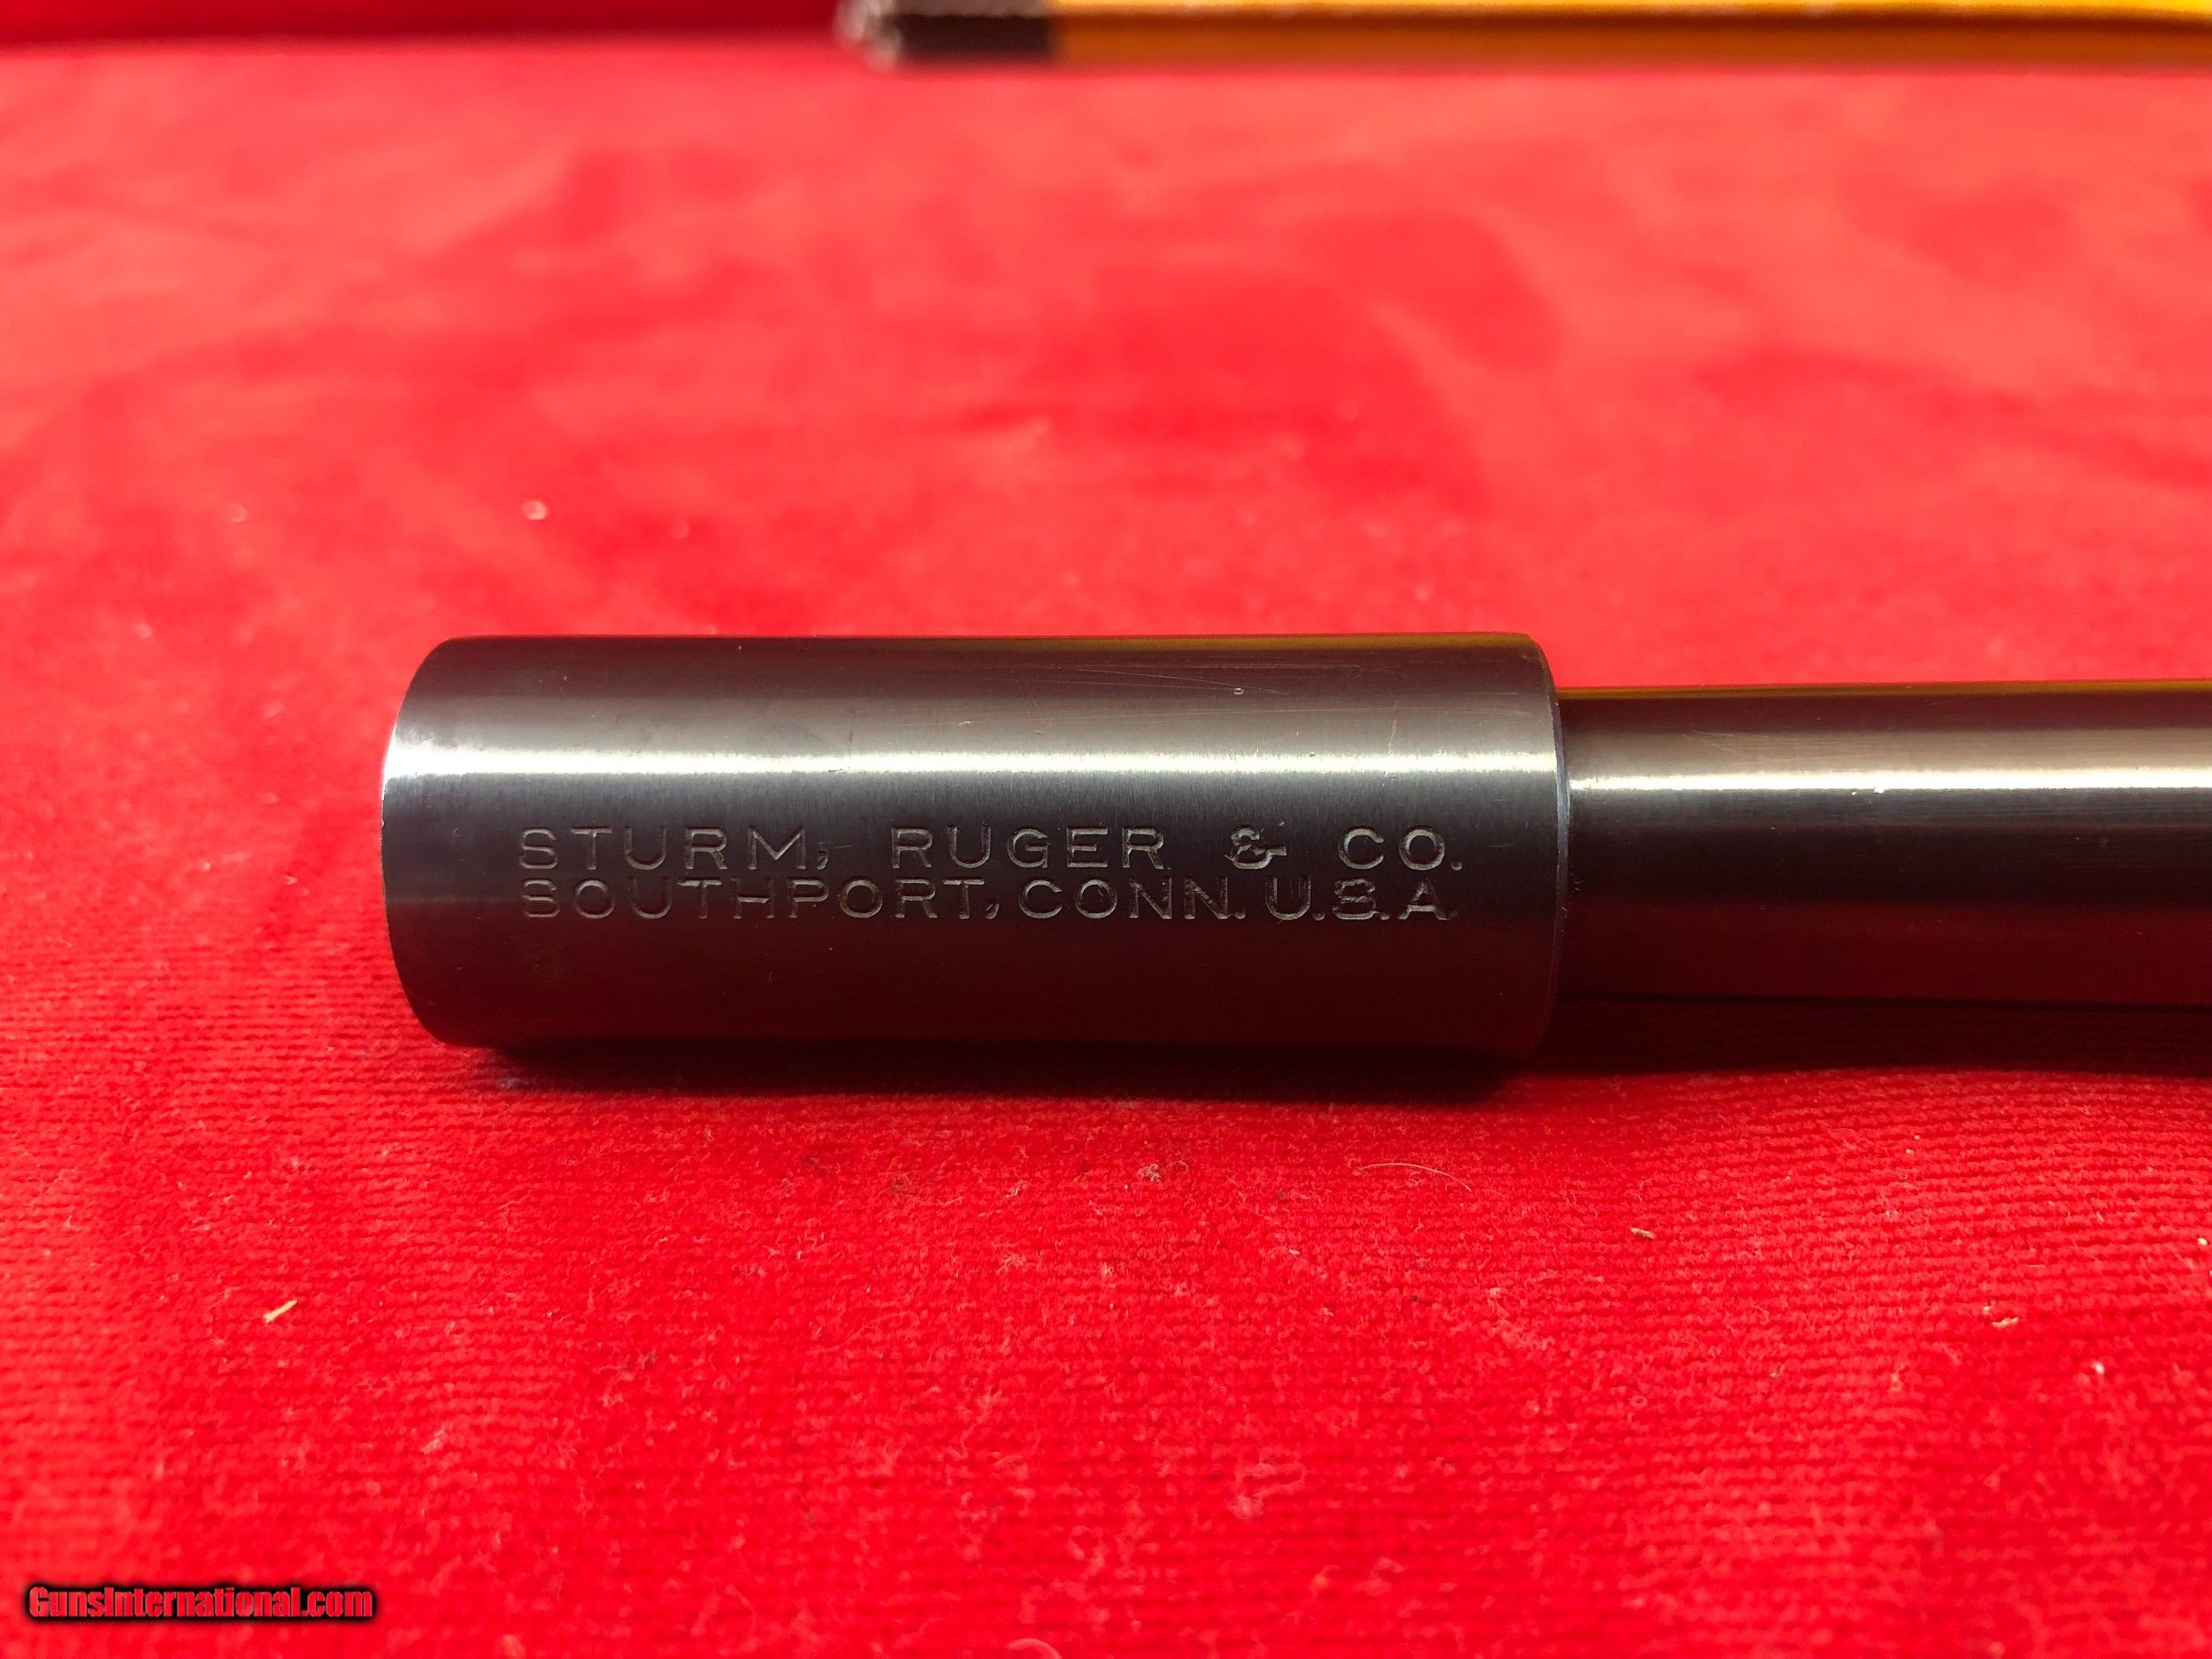 STURM, RUGER & CO.
SOUTHPORT, CONN. U.S.A.
GunsInternational.com